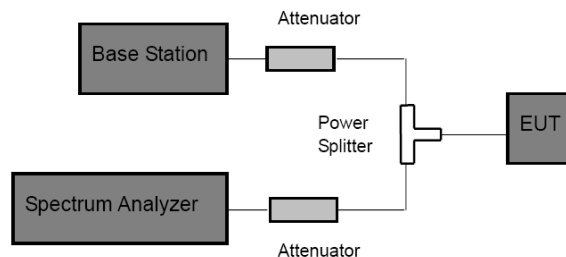 Attenuator
Base Station
Power
Splitter
EUT
Spectrum Analyzer
Attenuator